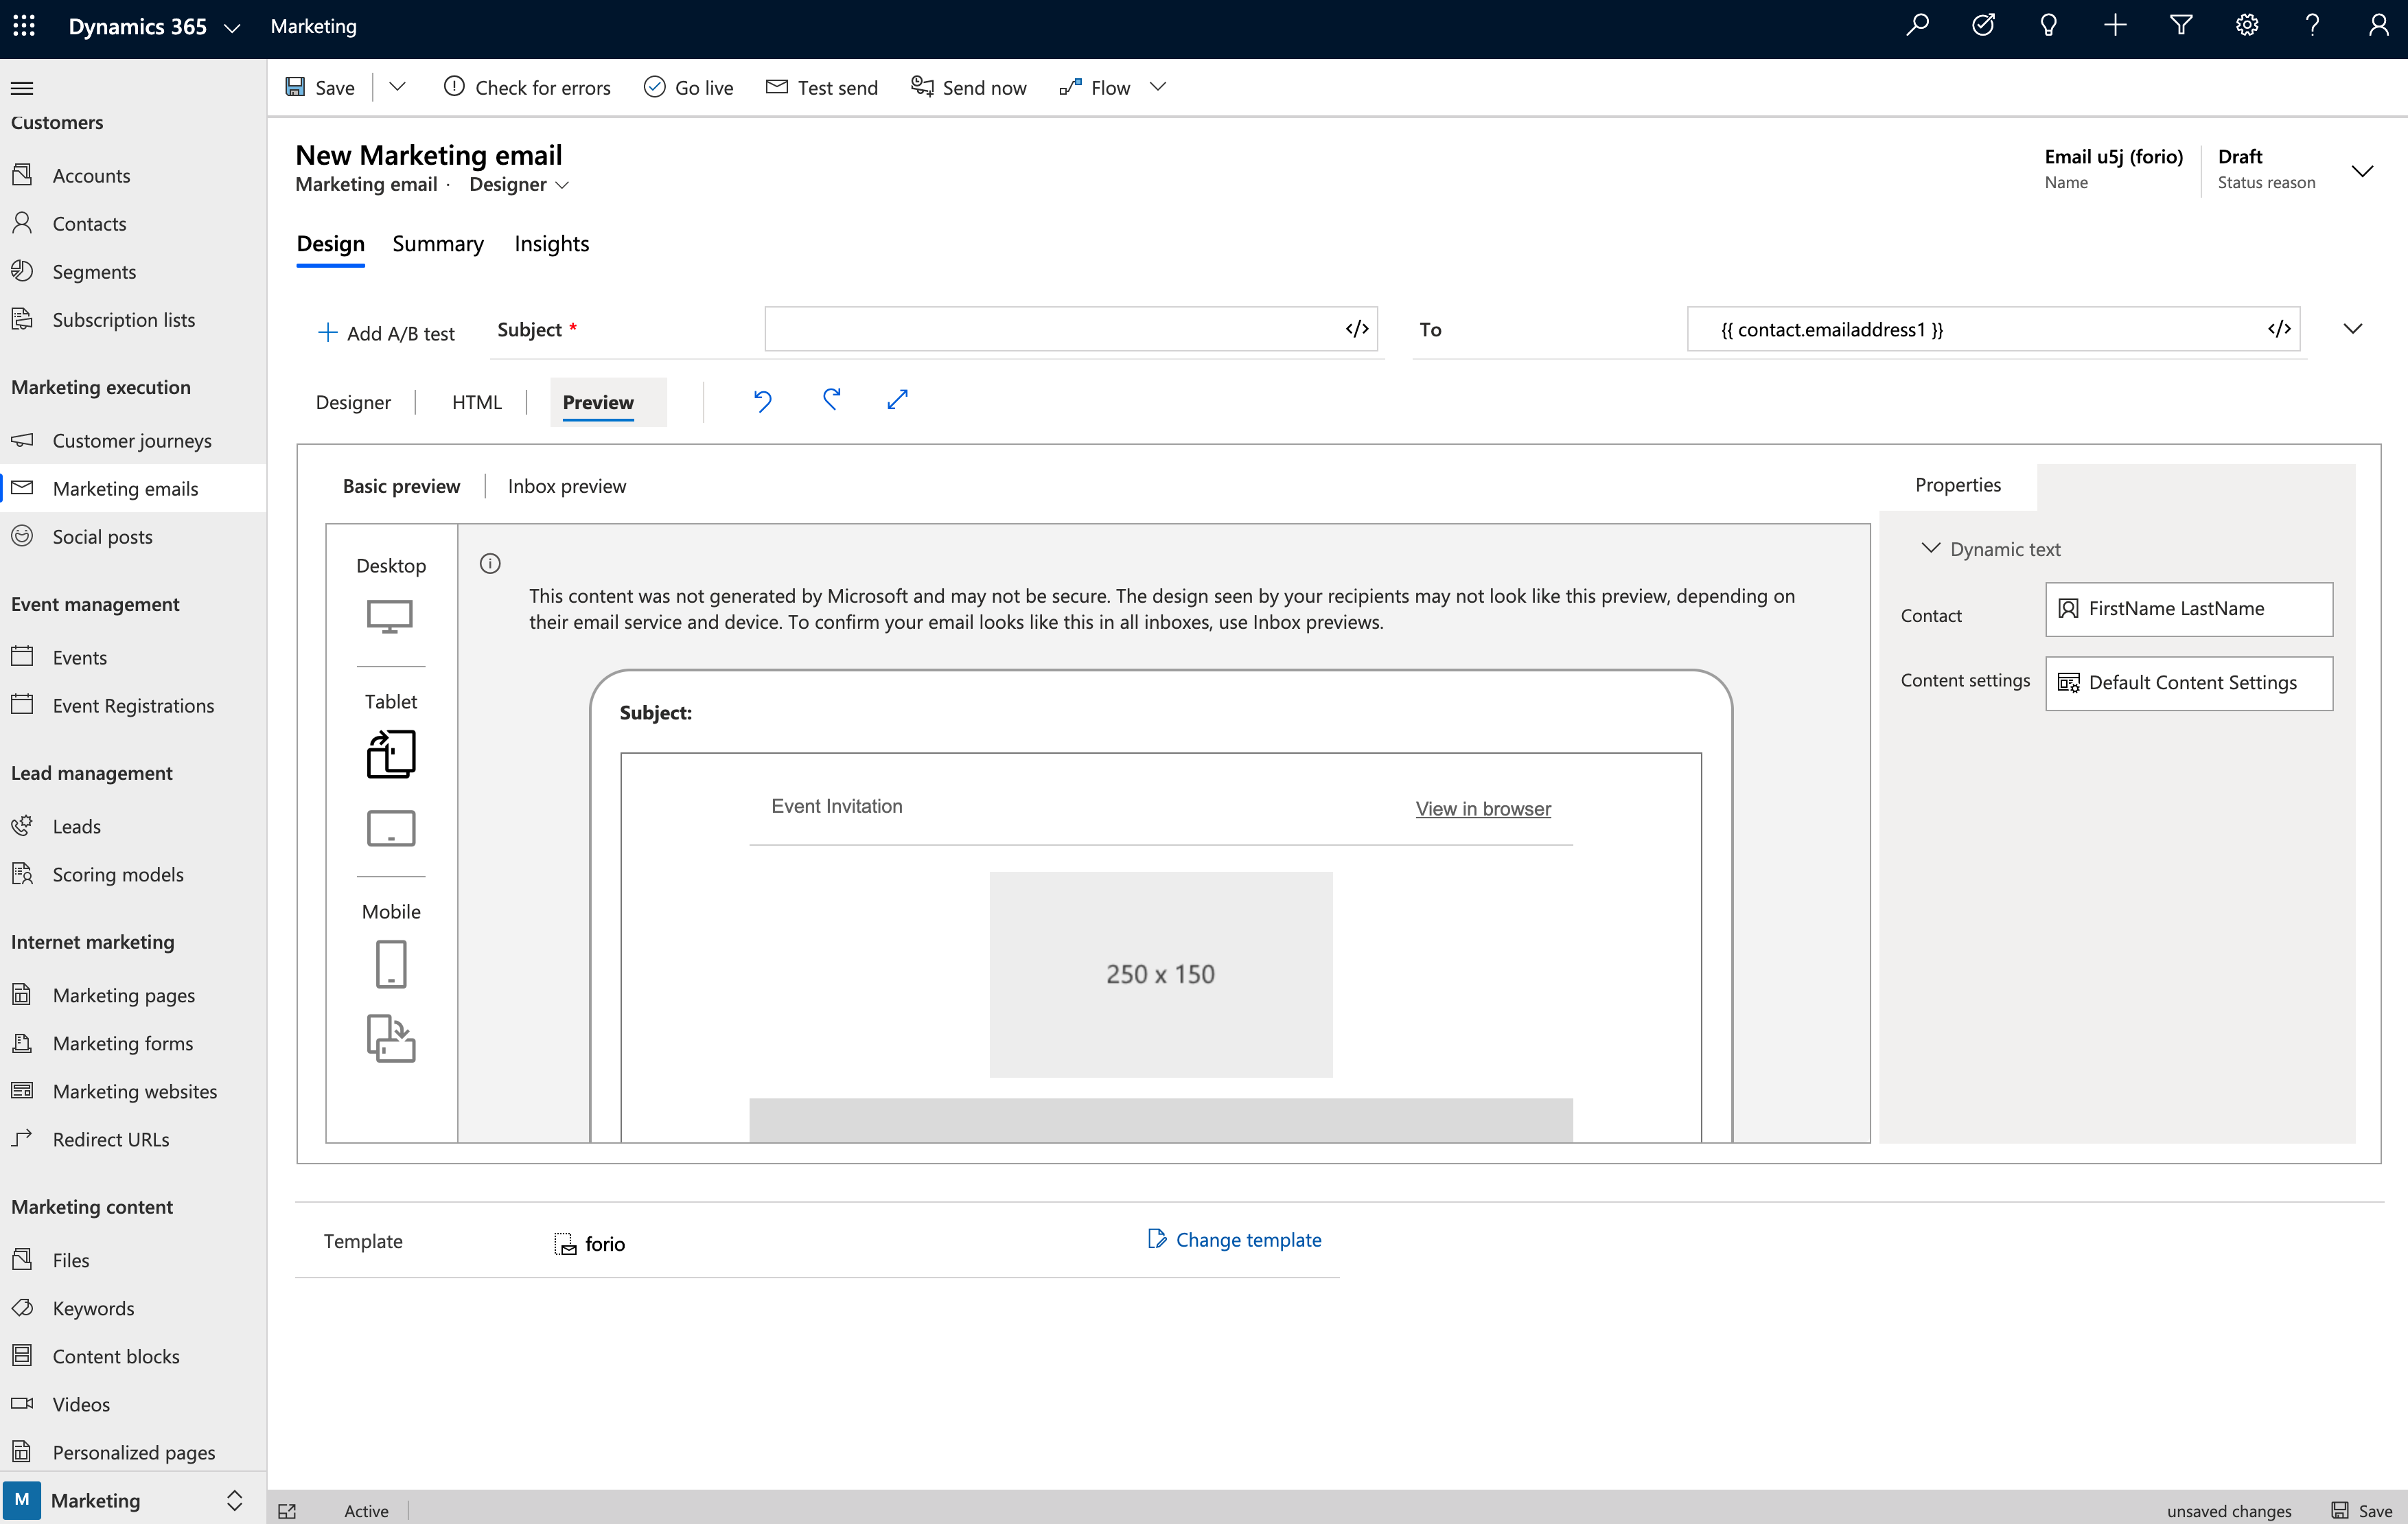 Dynamics 365
Marketing
Save
Check for errors
Go live
Test send
Send now
Flow
Customers
Accounts
Contacts
Segments
Subscription lists
Marketing execution
Customer journeys
Marketing emails
Social posts
Event management
Events
Event Registrations
Lead management
Leads
Scoring models
Internet marketing
Marketing pages
Marketing forms
Marketing websites
Redirect URLs
Marketing content
Files
Keywords
Content blocks
Videos
Personalized pages
M Marketing
New Marketing email
Marketing email · Designer
Email u5j (forio)
Name
Draft
Status reason
Design Summary Insights
Add A/B test
Subject *
</>
To
{{ contact.emailaddress1 }}
</>
Designer
HTML
Preview
Basic preview
Inbox preview
Desktop
Tablet
Mobile
This content was not generated by Microsoft and may not be secure. The design seen by your recipients may not look like this preview, depending on
their email service and device. To confirm your email looks like this in all inboxes, use Inbox previews.
Subject:
Event Invitation
View in browser
250 x 150
Properties
Dynamic text
Contact
FirstName LastName
Content settings
Default Content Settings
Template
forio
Change template
Active
unsaved changes
Save